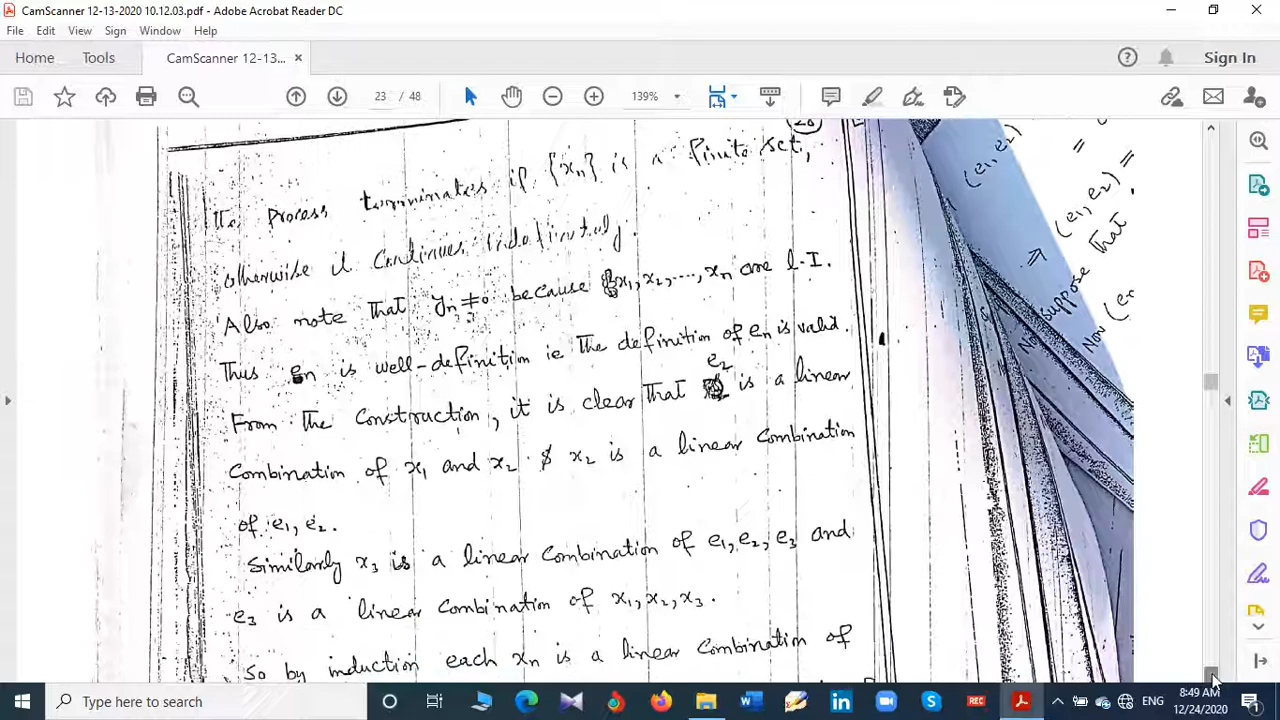 CamScanner 12-13-2020 10.12.03.pdf - Adobe Acrobat Reader DC
File Edit View Sign Window Help
Home Tools CamScanner 12-13... × Sign In
23 / 48 139%
(20)
The Process terminates if {xn} is a finite set,
otherwise it Continues indefinitely.
Also note that yn ≠ 0 because x1, x2, ----, xn are l.I.
Thus en is well-definition ie The definition of en is valid.
From the Construction, it is clear that e2 is a linear
Combination of x1 and x2. & x2 is a linear Combination
of e1, e2.
Similarly x3 is a linear Combination of e1, e2, e3 and
e3 is a linear Combination of x1, x2, x3.
So by induction each xn is a linear Combination of
(e1, e2)
=
(e1, e2) =
⇒
suppose that
Now
Type here to search
ENG
8:49 AM
12/24/2020